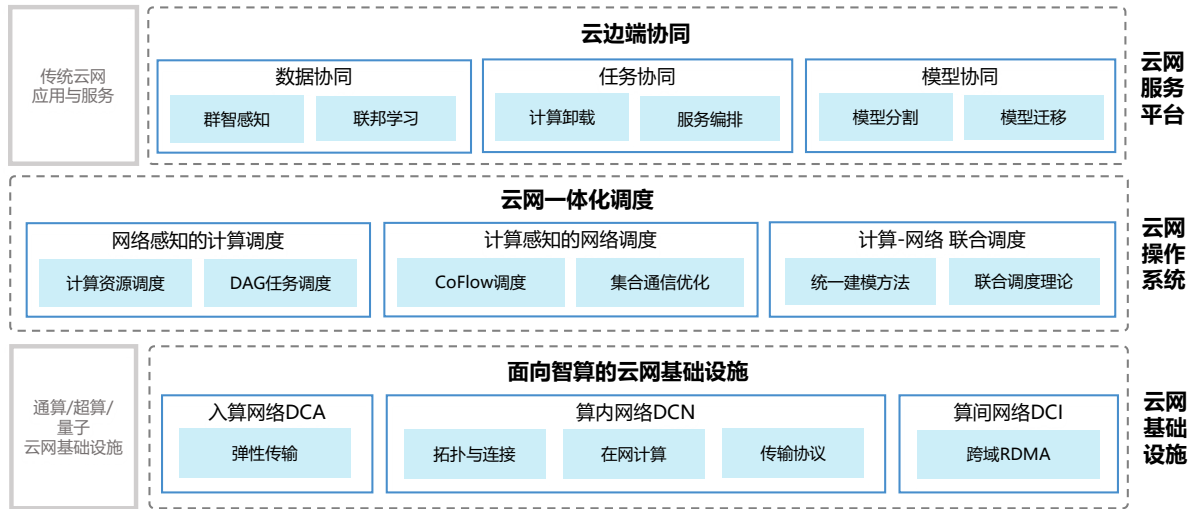 传统云网
应用与服务
云边端协同
数据协同
群智感知
联邦学习
任务协同
计算卸载
服务编排
模型协同
模型分割
模型迁移
云网
服务
平台
云网一体化调度
网络感知的计算调度
计算资源调度
DAG任务调度
计算感知的网络调度
CoFlow调度
集合通信优化
计算-网络 联合调度
统一建模方法
联合调度理论
云网
操作
系统
通算/超算/
量子
云网基础设施
面向智算的云网基础设施
入算网络DCA
弹性传输
算内网络DCN
拓扑与连接
在网计算
传输协议
算间网络DCI
跨域RDMA
云网
基础
设施